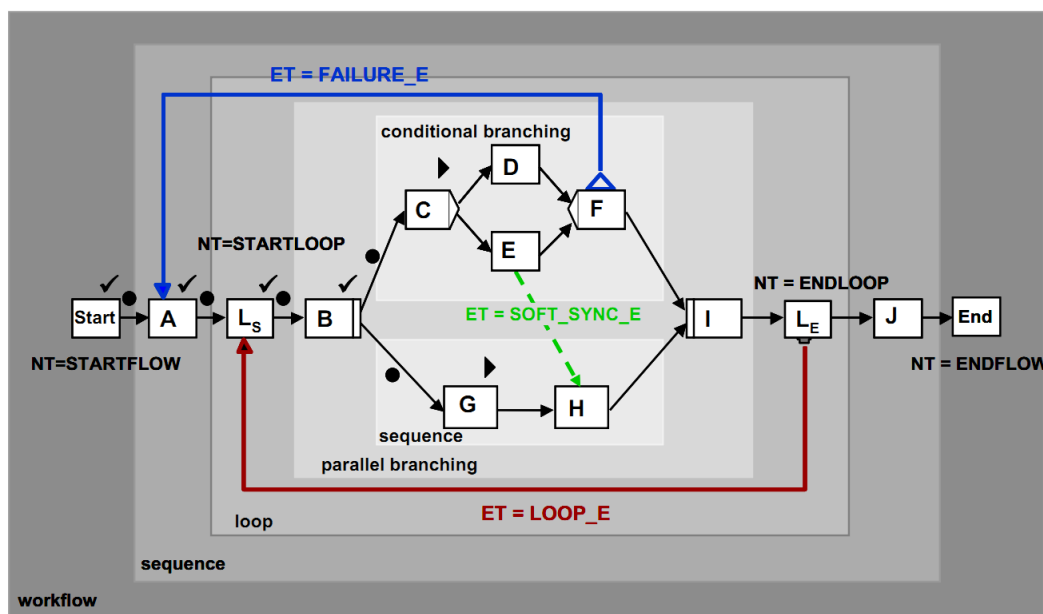 ET = FAILURE_E
conditional branching
D
C
F
NT=STARTLOOP
E
NT = ENDLOOP
Start
A
LS
B
ET = SOFT_SYNC_E
I
LE
J
End
NT=STARTFLOW
NT = ENDFLOW
G
H
sequence
parallel branching
ET = LOOP_E
loop
sequence
workflow